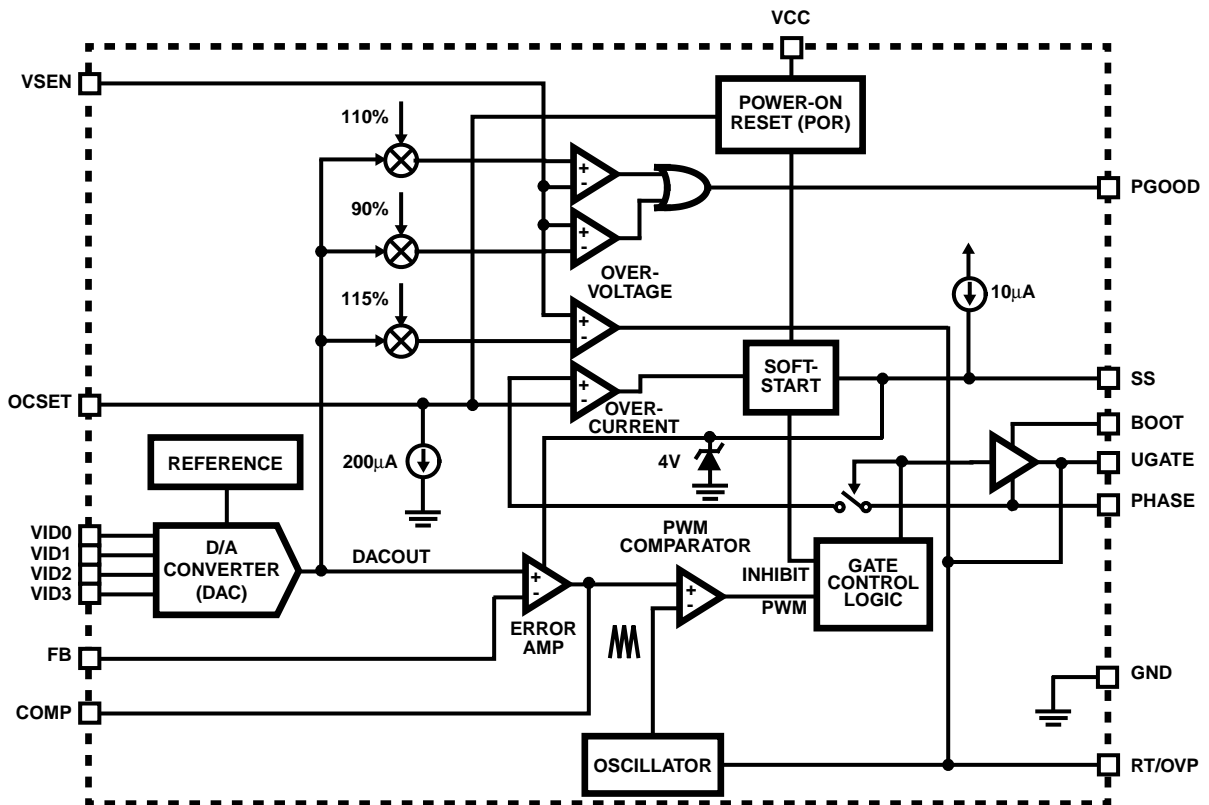 VCC
VSEN
POWER-ON
RESET (POR)
110%
+
-
PGOOD
90%
+
-
OVER-
VOLTAGE
10µA
115%
+
-
SOFT-
START
SS
OCSET
+
-
OVER-
CURRENT
BOOT
REFERENCE
200µA
4V
UGATE
PHASE
VID0
VID1
VID2
VID3
D/A
CONVERTER
(DAC)
DACOUT
PWM
COMPARATOR
+
-
+
-
INHIBIT
PWM
GATE
CONTROL
LOGIC
ERROR
AMP
FB
GND
COMP
OSCILLATOR
RT/OVP